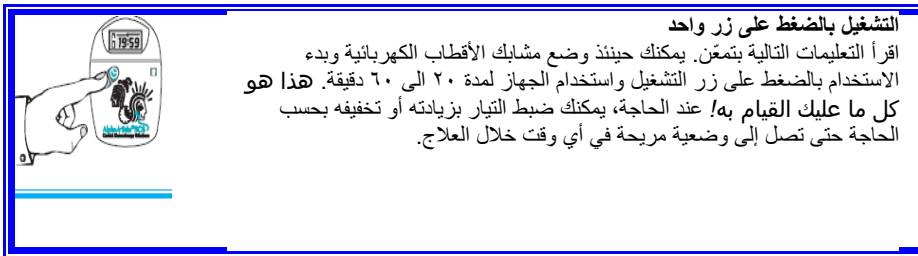 التشغيل بالضغط على زر واحد
اقرأ التعليمات التالية بتمعّن. يمكنك حينئذ وضع مشابك الأقطاب الكهربائية وبدء
الاستخدام بالضغط على زر التشغيل واستخدام الجهاز لمدة ٢٠ الى ٦٠ دقيقة. هذا هو
كل ما عليك القيام به! عند الحاجة، يمكنك ضبط التيار بزيادته أو تخفيفه بحسب
الحاجة حتى تصل إلى وضعية مريحة في أي وقت خلال العلاج.
19:59